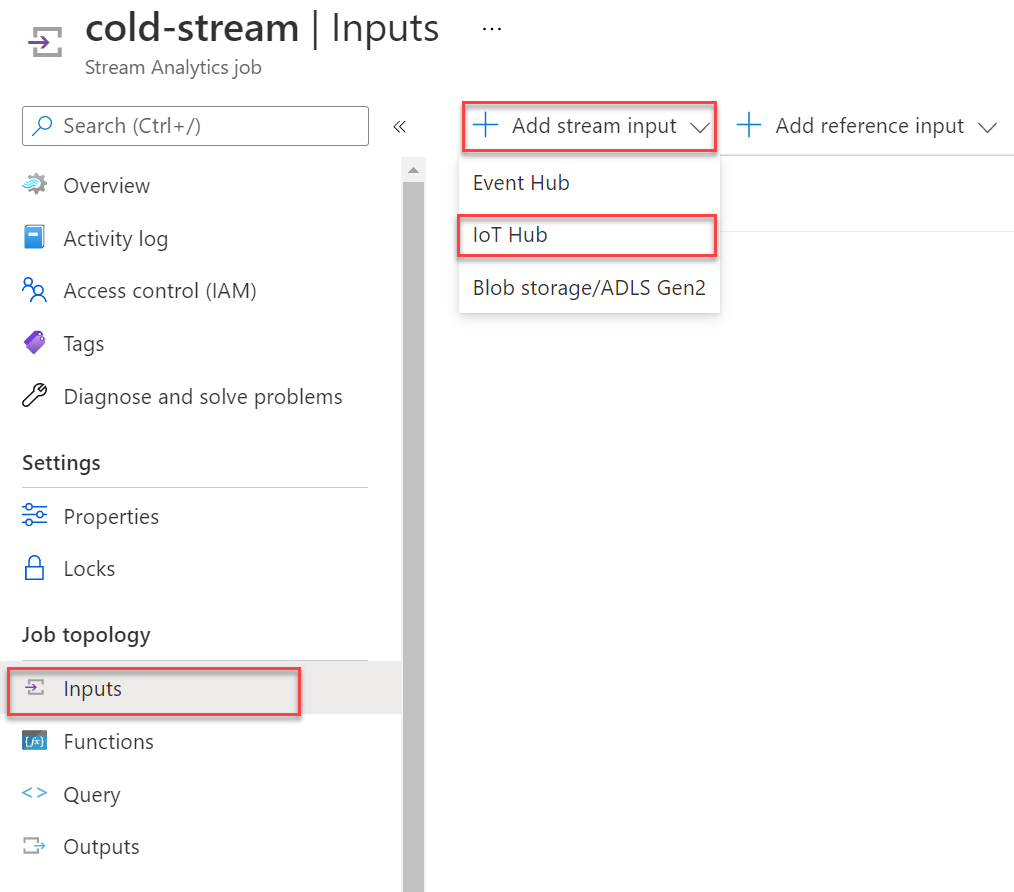 cold-stream | Inputs ...
Stream Analytics job
Search (Ctrl+/) «
Overview
Activity log
Access control (IAM)
Tags
Diagnose and solve problems
Settings
Properties
Locks
Job topology
Inputs
{fx} Functions
<> Query
Outputs
+ Add stream input + Add reference input
Event Hub
IoT Hub
Blob storage/ADLS Gen2